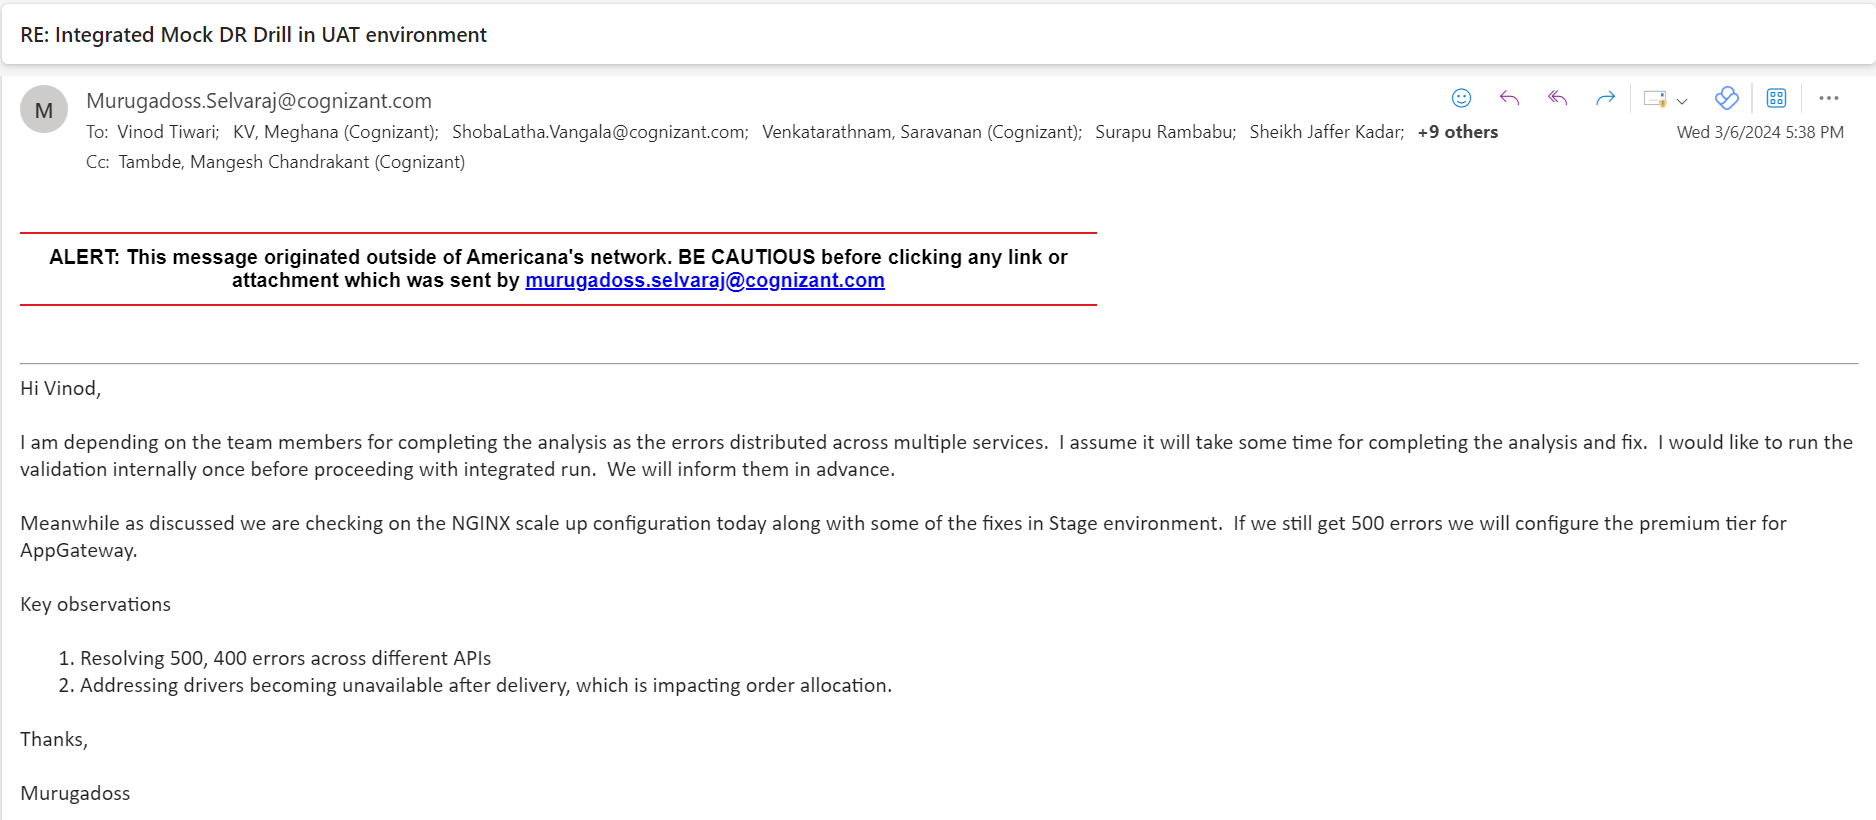 RE: Integrated Mock DR Drill in UAT environment
M
Murugadoss.Selvaraj@cognizant.com
To: Vinod Tiwari; KV, Meghana (Cognizant); ShobaLatha.Vangala@cognizant.com; Venkatarathnam, Saravanan (Cognizant); Surapu Rambabu; Sheikh Jaffer Kadar; +9 others
Wed 3/6/2024 5:38 PM
Cc: Tambde, Mangesh Chandrakant (Cognizant)
ALERT: This message originated outside of Americana's network. BE CAUTIOUS before clicking any link or
attachment which was sent by murugadoss.selvaraj@cognizant.com
Hi Vinod,
I am depending on the team members for completing the analysis as the errors distributed across multiple services. I assume it will take some time for completing the analysis and fix. I would like to run the
validation internally once before proceeding with integrated run. We will inform them in advance.
Meanwhile as discussed we are checking on the NGINX scale up configuration today along with some of the fixes in Stage environment. If we still get 500 errors we will configure the premium tier for
AppGateway.
Key observations
1. Resolving 500, 400 errors across different APIs
2. Addressing drivers becoming unavailable after delivery, which is impacting order allocation.
Thanks,
Murugadoss